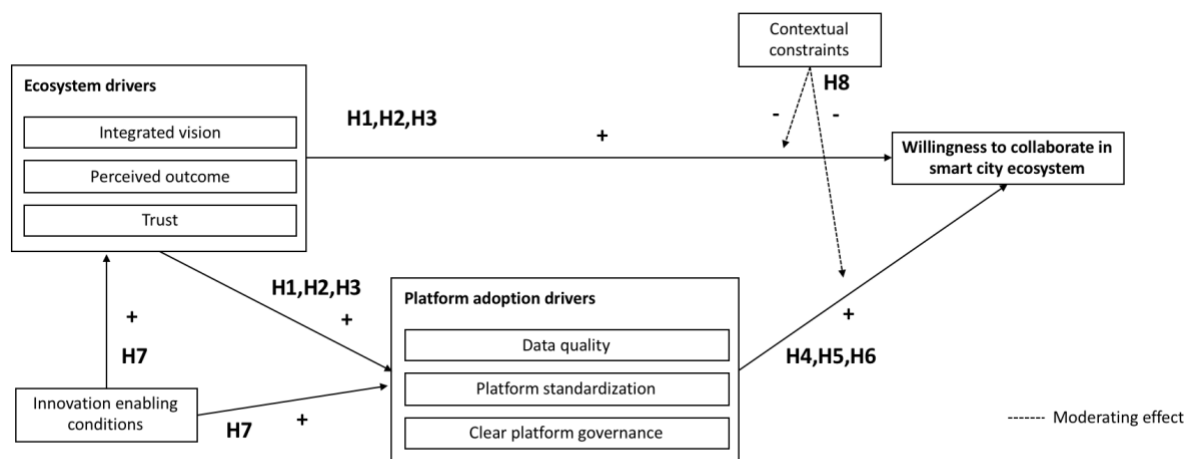 Contextual
constraints
H8
-
-
Ecosystem drivers
Integrated vision
Perceived outcome
Trust
H1,H2,H3
+
Willingness to collaborate in
smart city ecosystem
H1,H2,H3
+
Platform adoption drivers
Data quality
Platform standardization
Clear platform governance
+
H4,H5,H6
+
H7
Innovation enabling
conditions
H7
+
Moderating effect